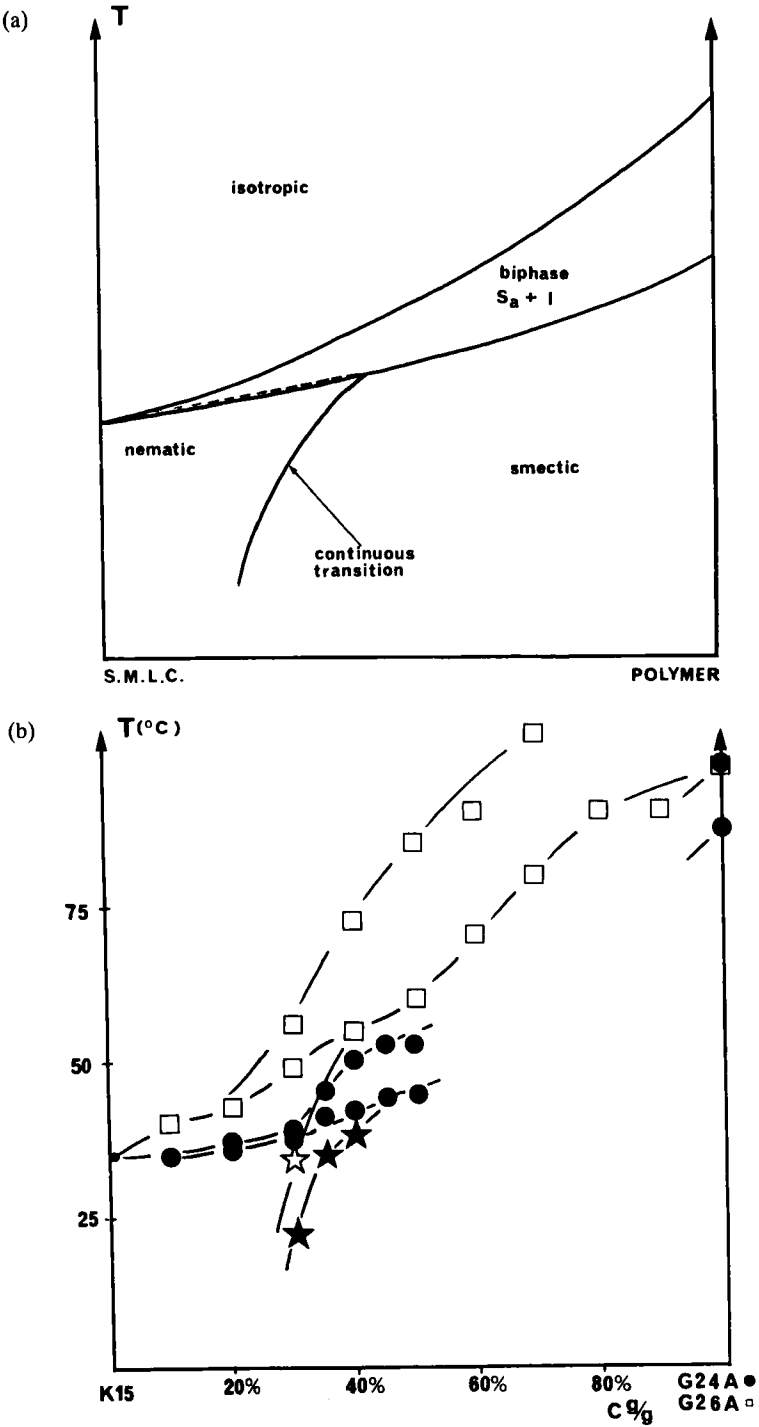 (a)
T
isotropic
biphase
Sa + I
nematic
smectic
continuous
transition
S.M.L.C.
POLYMER
(b)
T(°C)
75
50
25
K15
20%
40%
60%
80%
G24A ●
C g/g
G26A □